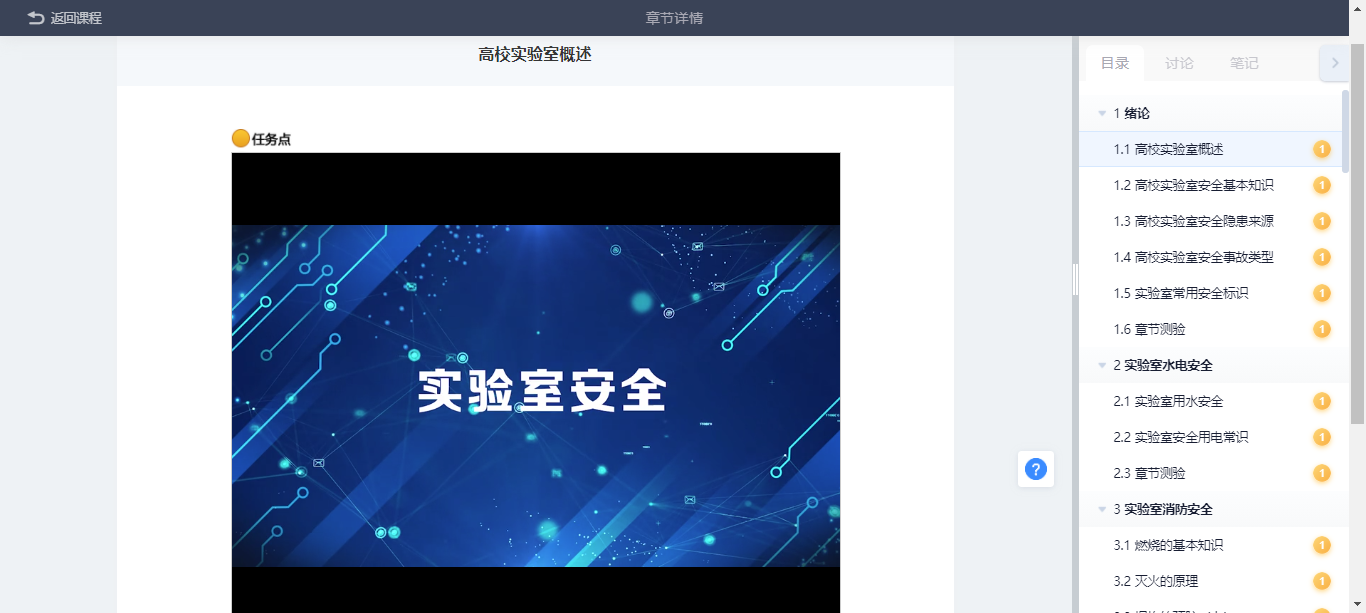 返回课程
章节详情
高校实验室概述
任务点
实验室安全
?
目录
讨论
笔记
1 绪论
1.1 高校实验室概述 1
1.2 高校实验室安全基本知识 1
1.3 高校实验室安全隐患来源 1
1.4 高校实验室安全事故类型 1
1.5 实验室常用安全标识 1
1.6 章节测验 1
2 实验室水电安全
2.1 实验室用水安全 1
2.2 实验室安全用电常识 1
2.3 章节测验 1
3 实验室消防安全
3.1 燃烧的基本知识 1
3.2 灭火的原理 1